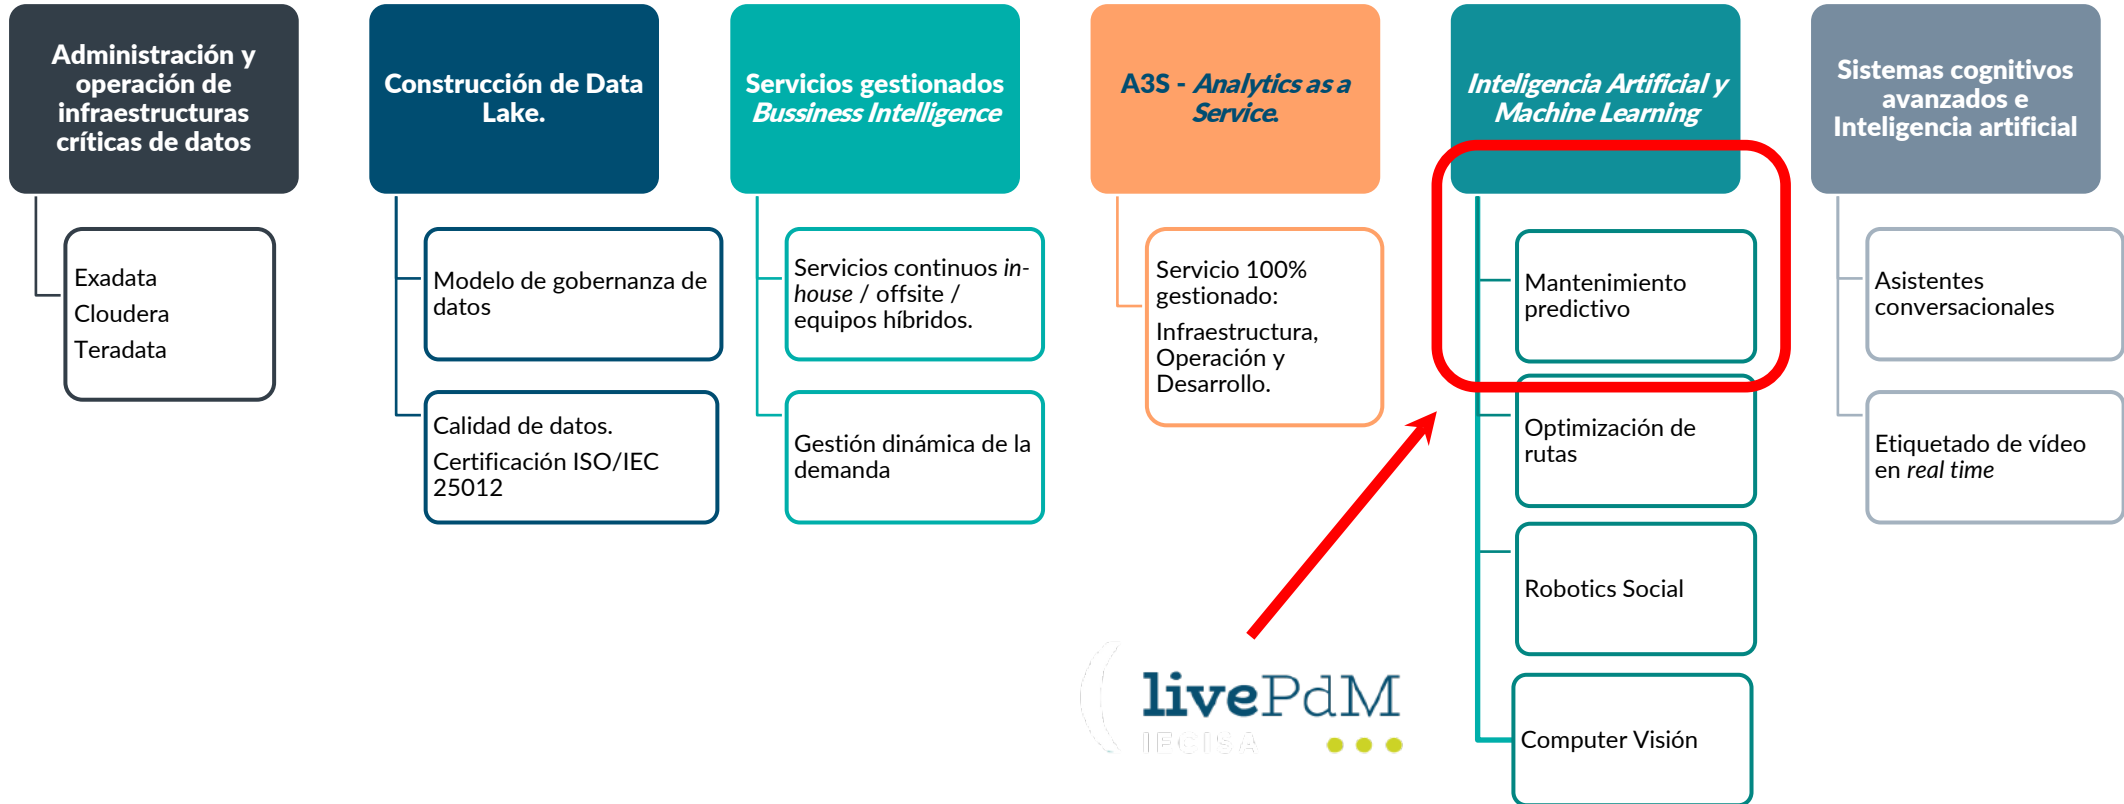 Administración y
operación de
infraestructuras
críticas de datos
Exadata
Cloudera
Teradata
Construcción de Data
Lake.
Modelo de gobernanza de
datos
Calidad de datos.
Certificación ISO/IEC
25012
Servicios gestionados
Bussiness Intelligence
Servicios continuos in-
house / offsite /
equipos híbridos.
Gestión dinámica de la
demanda
A3S - Analytics as a
Service.
Servicio 100%
gestionado:
Infraestructura,
Operación y
Desarrollo.
Inteligencia Artificial y
Machine Learning
Mantenimiento
predictivo
Optimización de
rutas
Robotics Social
Computer Visión
Sistemas cognitivos
avanzados e
Inteligencia artificial
Asistentes
conversacionales
Etiquetado de vídeo
en real time
livePdM
IECISA